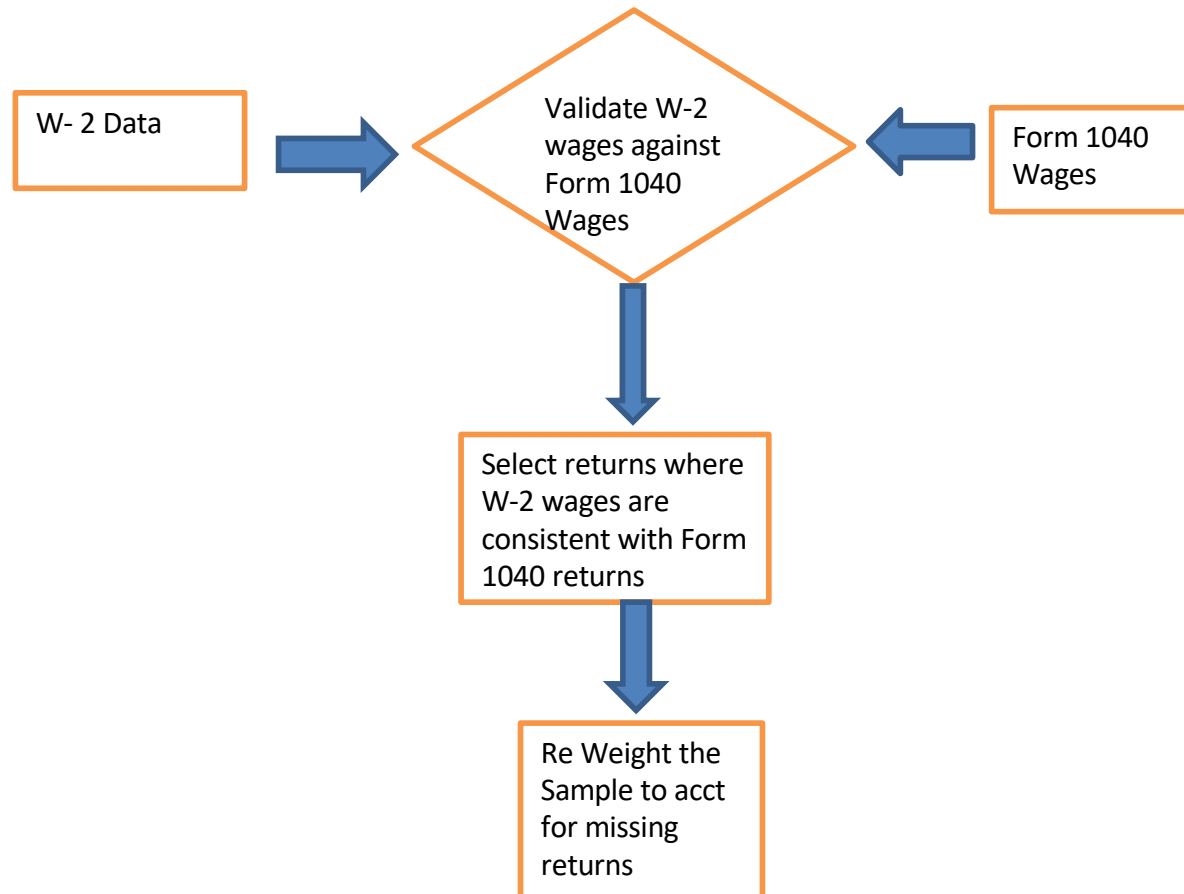 W- 2 Data
Validate W-2
wages against
Form 1040
Wages
Form 1040
Wages
Select returns where
W-2 wages are
consistent with Form
1040 returns
Re Weight the
Sample to acct
for missing
returns